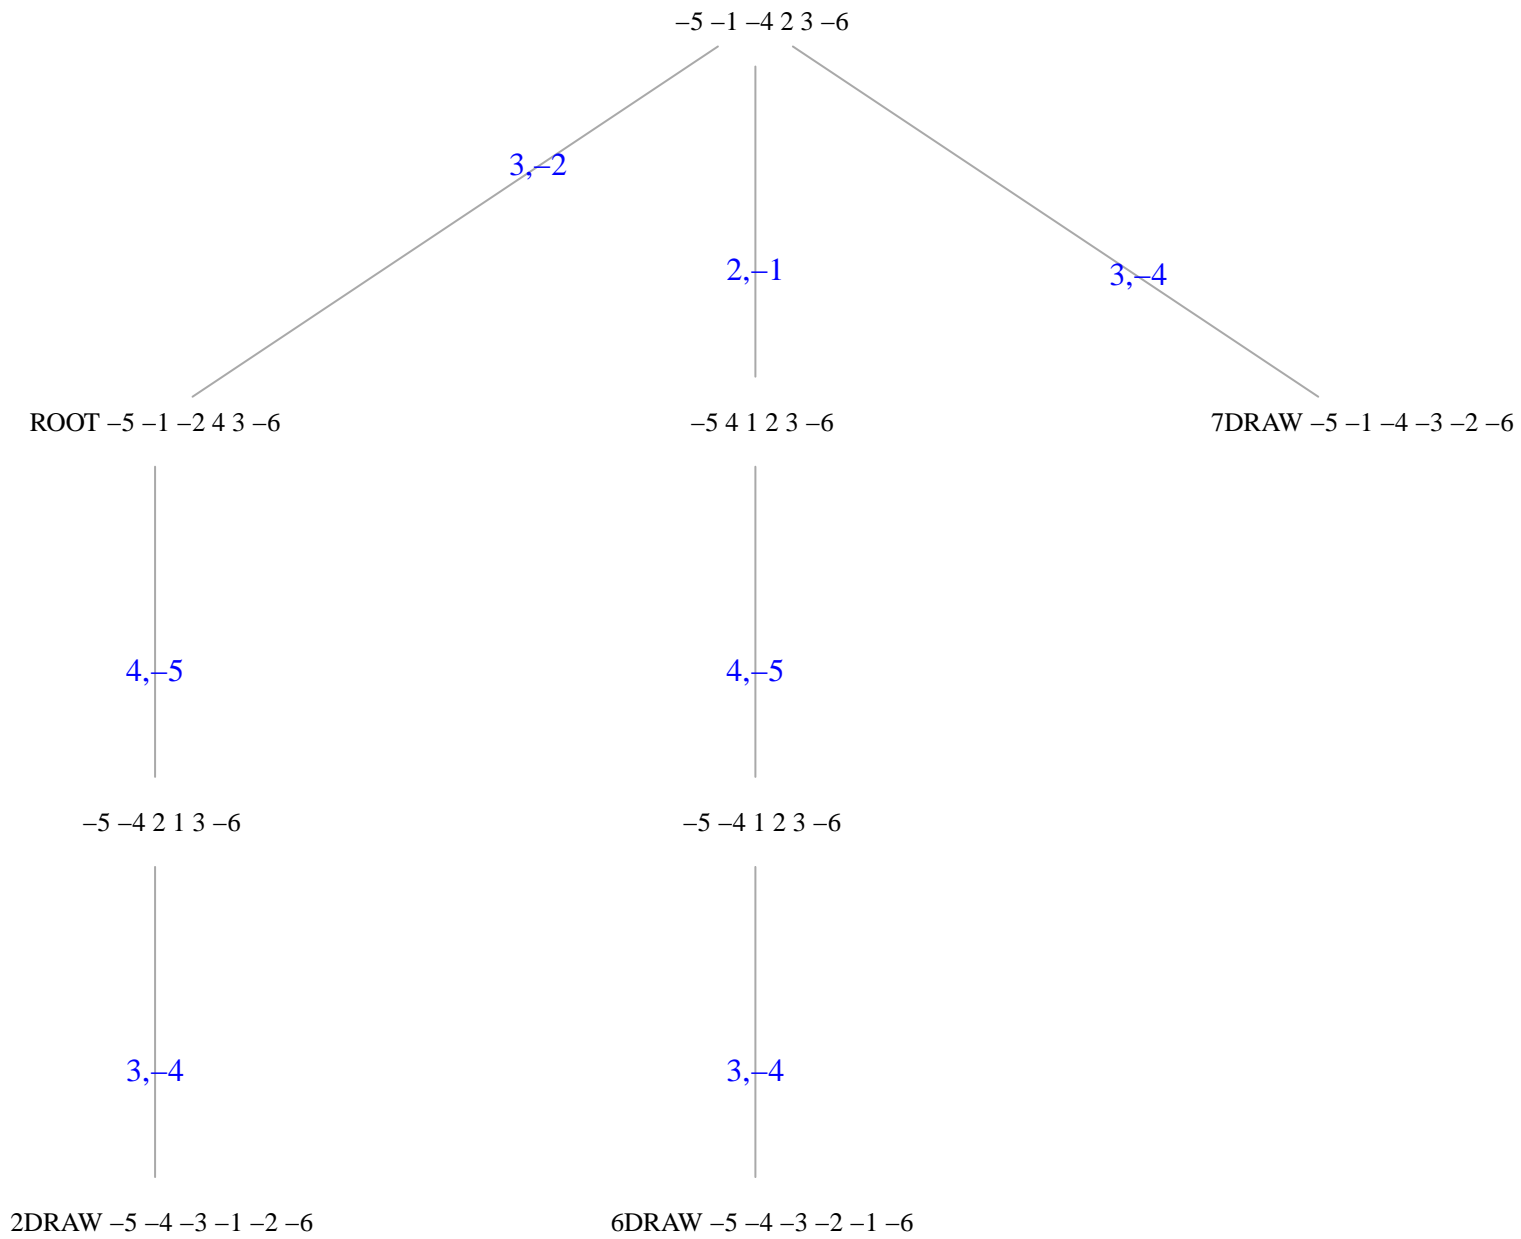 –5 –1 –4 2 3 –6
3,–2
2,–1
3,–4
ROOT –5 –1 –2 4 3 –6
–5 4 1 2 3 –6
7DRAW –5 –1 –4 –3 –2 –6
4,–5
4,–5
–5 –4 2 1 3 –6
–5 –4 1 2 3 –6
3,–4
3,–4
2DRAW –5 –4 –3 –1 –2 –6
6DRAW –5 –4 –3 –2 –1 –6